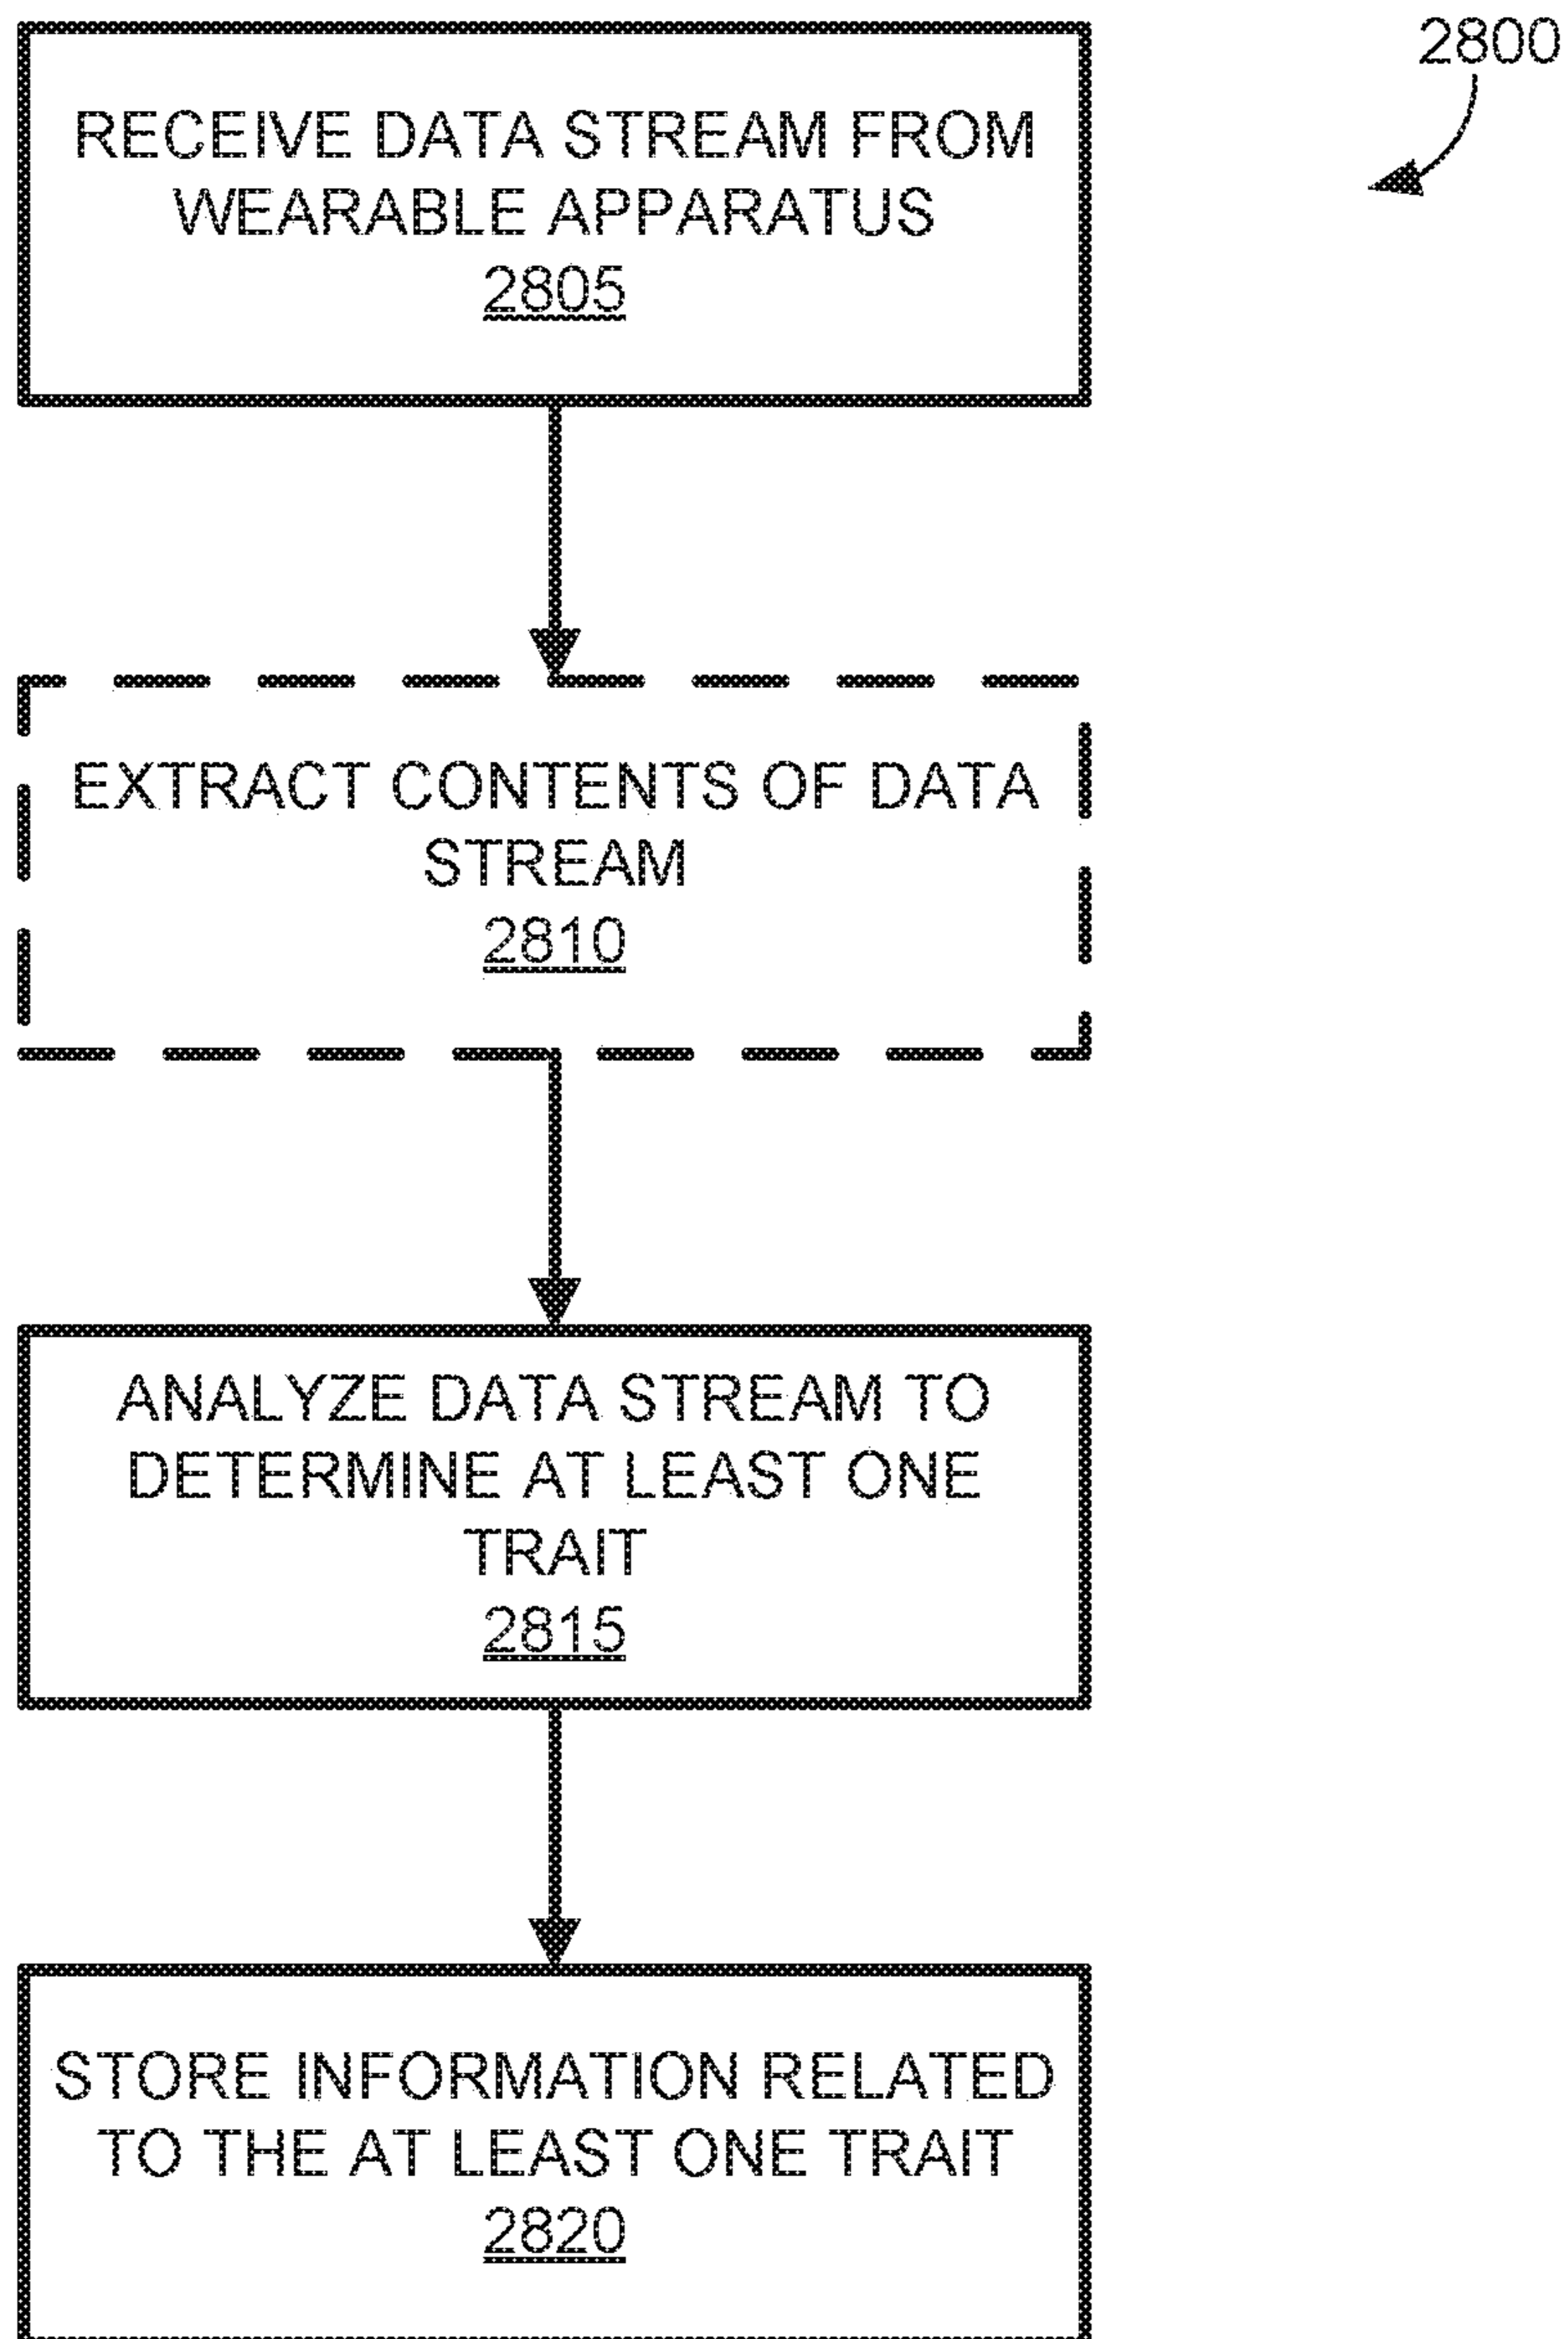 2800
RECEIVE DATA STREAM FROM
WEARABLE APPARATUS
2805
EXTRACT CONTENTS OF DATA
STREAM
2810
ANALYZE DATA STREAM TO
DETERMINE AT LEAST ONE
TRAIT
2815
STORE INFORMATION RELATED
TO THE AT LEAST ONE TRAIT
2820